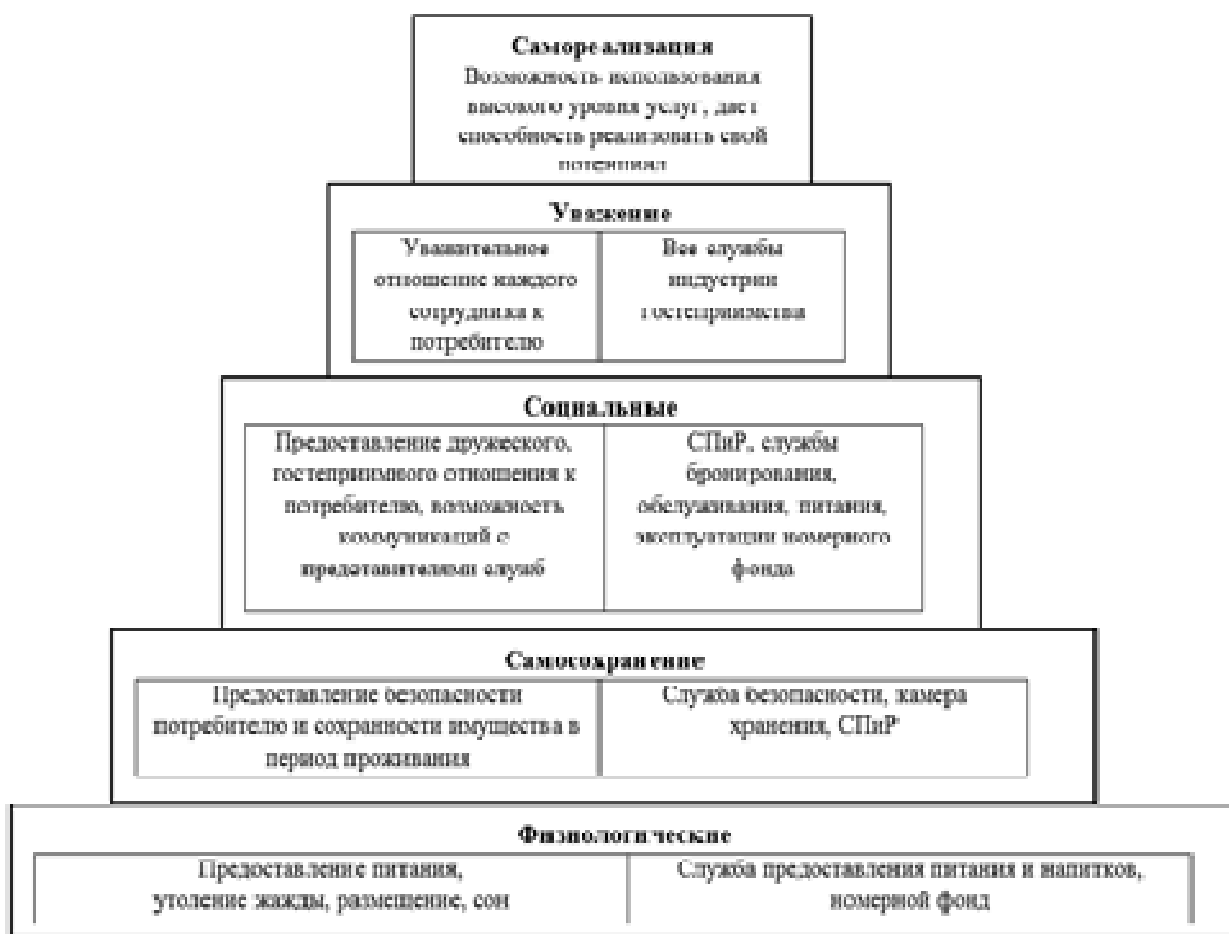 Самореализация
Возможность использования
высокого уровня услуг, дает
способность реализовать свой
потенциал
Уважение
Уважительное
отношение каждого
сотрудника к
потребителю
Все службы
индустрии
гостеприимства
Социальные
Предоставление дружеского,
гостеприимного отношения к
потребителю, возможность
коммуникаций с
представителями служб
СПиР, службы
бронирования,
обслуживания, питания,
эксплуатации номерного
фонда
Самосохранение
Предоставление безопасности
потребителю и сохранности имущества в
период проживания
Служба безопасности, камера
хранения, СПиР
Физиологические
Предоставление питания,
утоление жажды, размещение, сон
Служба предоставления питания и напитков,
номерной фонд